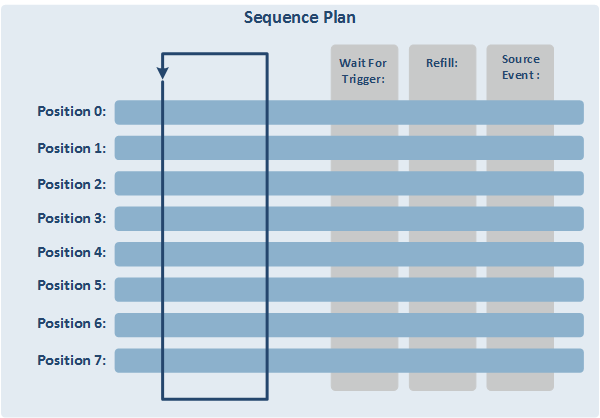 Sequence Plan
Wait For
Trigger:
Refill:
Source
Event :
Position 0:
Position 1:
Position 2:
Position 3:
Position 4:
Position 5:
Position 6:
Position 7: